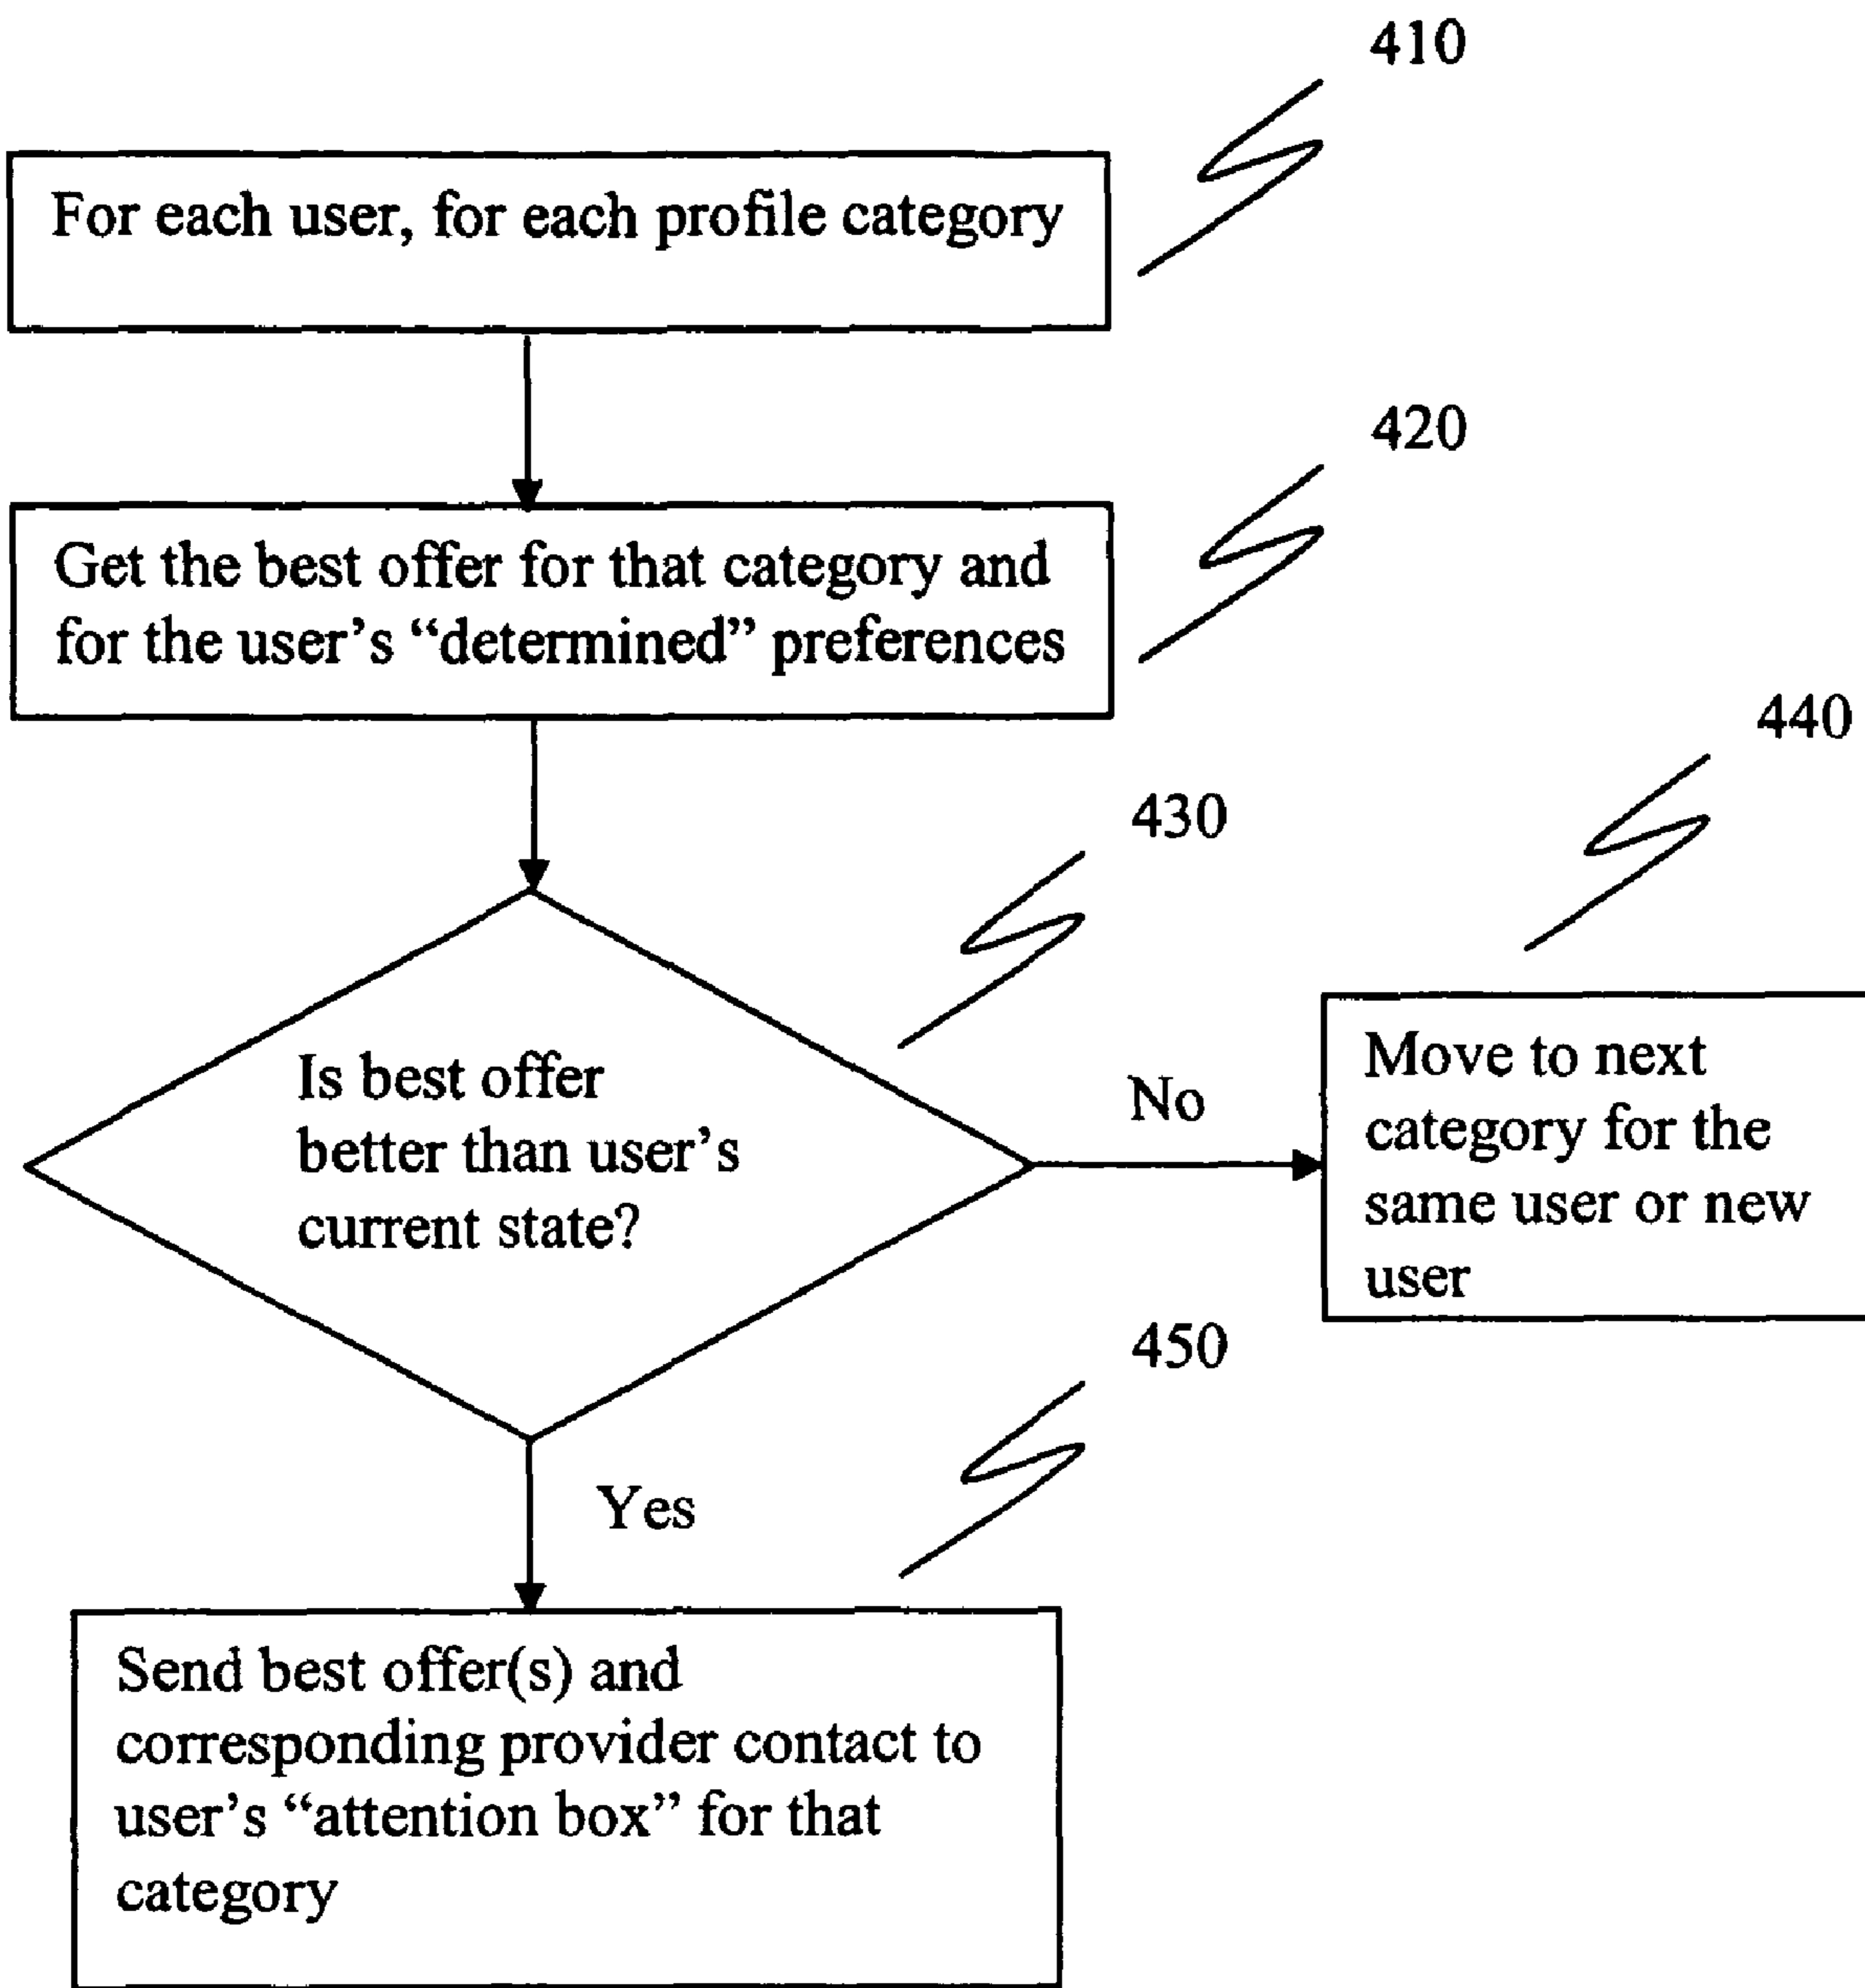 410
For each user, for each profile category
420
Get the best offer for that category and
for the user's “determined” preferences
440
430
Is best offer
better than user's
current state?
No
Move to next
category for the
same user or new
user
450
Yes
Send best offer(s) and
corresponding provider contact to
user's “attention box” for that
category